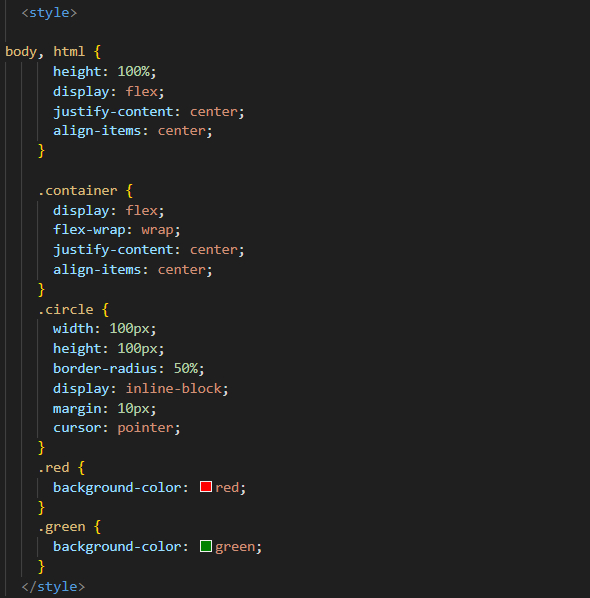 <style>
body, html {
height: 100%;
display: flex;
justify-content: center;
align-items: center;
}
.container {
display: flex;
flex-wrap: wrap;
justify-content: center;
align-items: center;
}
.circle {
width: 100px;
height: 100px;
border-radius: 50%;
display: inline-block;
margin: 10px;
cursor: pointer;
}
.red {
background-color: red;
}
.green {
background-color: green;
}
</style>